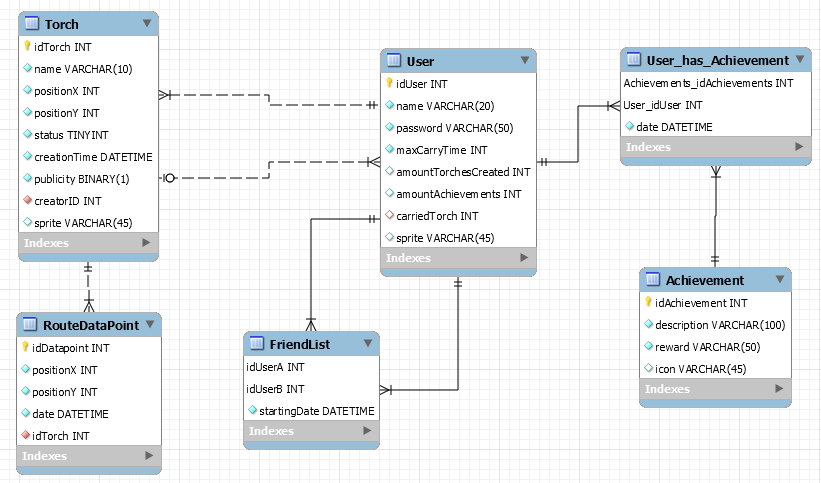 Torch
idTorch INT
name VARCHAR(10)
positionX INT
positionY INT
status TINYINT
creationTime DATETIME
publicity BINARY(1)
creatorID INT
sprite VARCHAR(45)
Indexes
User
idUser INT
name VARCHAR(20)
password VARCHAR(50)
maxCarryTime INT
amountTorchesCreated INT
amountAchievements INT
carriedTorch INT
sprite VARCHAR(45)
Indexes
User_has_Achievement
Achievements_idAchievements INT
User_idUser INT
date DATETIME
Indexes
Achievement
idAchievement INT
description VARCHAR(100)
reward VARCHAR(50)
icon VARCHAR(45)
Indexes
RouteDataPoint
idDatapoint INT
positionX INT
positionY INT
date DATETIME
idTorch INT
Indexes
FriendList
idUserA INT
idUserB INT
startingDate DATETIME
Indexes